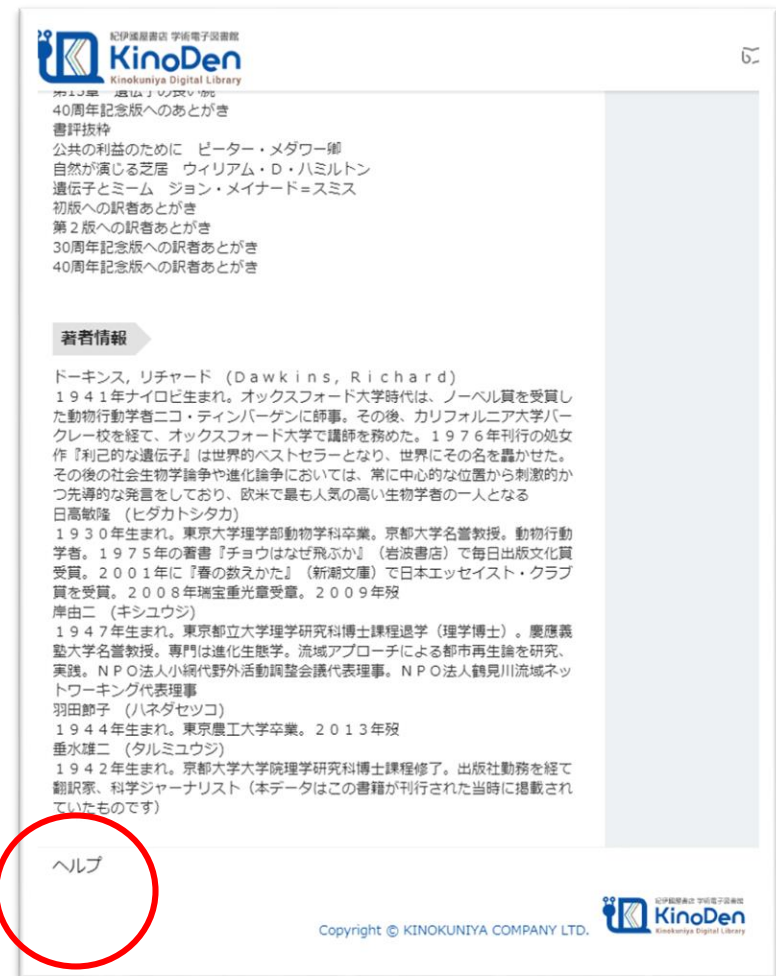 紀伊國屋書店 学術電子図書館
KinoDen
Kinokuniya Digital Library
第13章 遺伝子の長い腕
40周年記念版へのあとがき
書評抜粋
公共の利益のために ピーター・メダワー卿
自然が演じる芝居 ウィリアム・D・ハミルトン
遺伝子とミーム ジョン・メイナード＝スミス
初版への訳者あとがき
第２版への訳者あとがき
30周年記念版への訳者あとがき
40周年記念版への訳者あとがき
著者情報
ドーキンス，リチャード (Ｄａｗｋｉｎｓ，Ｒｉｃｈａｒｄ)
１９４１年ナイロビ生まれ。オックスフォード大学時代は、ノーベル賞を受賞し
た動物行動学者ニコ・ティンバーゲンに師事。その後、カリフォルニア大学バー
クレー校を経て、オックスフォード大学で講師を務めた。１９７６年刊行の処女
作『利己的な遺伝子』は世界的ベストセラーとなり、世界にその名を轟かせた。
その後の社会生物学論争や進化論争においては、常に中心的な位置から刺激的か
つ先導的な発言をしており、欧米で最も人気の高い生物学者の一人となる
日高敏隆 (ヒダカトシタカ)
１９３０年生まれ。東京大学理学部動物学科卒業。京都大学名誉教授。動物行動
学者。１９７５年の著書『チョウはなぜ飛ぶか』（岩波書店）で毎日出版文化賞
受賞。２００１年に『春の数えかた』（新潮文庫）で日本エッセイスト・クラブ
賞を受賞。２００８年瑞宝重光章受章。２００９年歿
岸由二 (キシユウジ)
１９４７年生まれ。東京都立大学理学研究科博士課程退学（理学博士）。慶應義
塾大学名誉教授。専門は進化生態学。流域アプローチによる都市再生論を研究、
実践。ＮＰＯ法人小網代野外活動調整会議代表理事。ＮＰＯ法人鶴見川流域ネッ
トワーキング代表理事
羽田節子 (ハネダセツコ)
１９４４年生まれ。東京農工大学卒業。２０１３年歿
垂水雄二 (タルミユウジ)
１９４２年生まれ。京都大学大学院理学研究科博士課程修了。出版社勤務を経て
翻訳家、科学ジャーナリスト（本データはこの書籍が刊行された当時に掲載され
ていたものです）
ヘルプ
Copyright © KINOKUNIYA COMPANY LTD.
紀伊國屋書店 学術電子図書館
KinoDen
Kinokuniya Digital Library